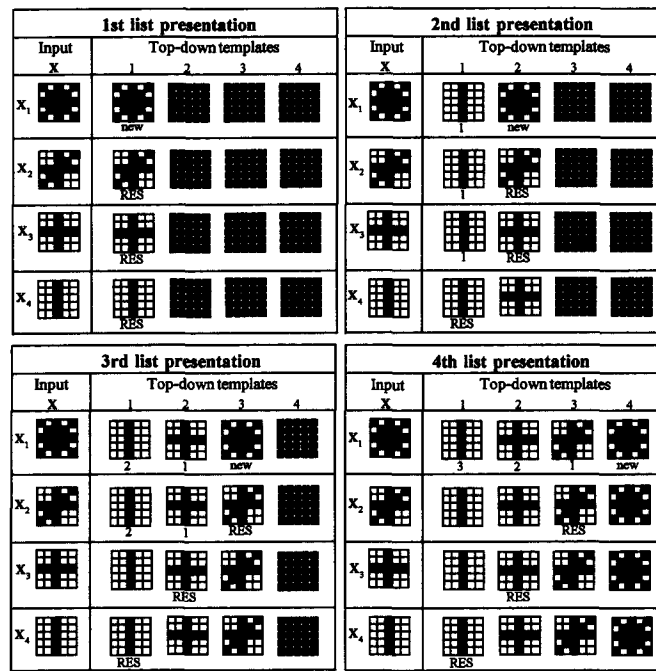 1st list presentation
Input X
Top-down templates
1 2 3 4
X1
new
X2
RES
X3
RES
X4
RES
2nd list presentation
Input X
Top-down templates
1 2 3 4
X1
1 new
X2
1 RES
X3
1 RES
X4
RES
3rd list presentation
Input X
Top-down templates
1 2 3 4
X1
2 1 new
X2
2 1 RES
X3
RES
X4
RES
4th list presentation
Input X
Top-down templates
1 2 3 4
X1
3 2 1 new
X2
RES
X3
RES
X4
RES